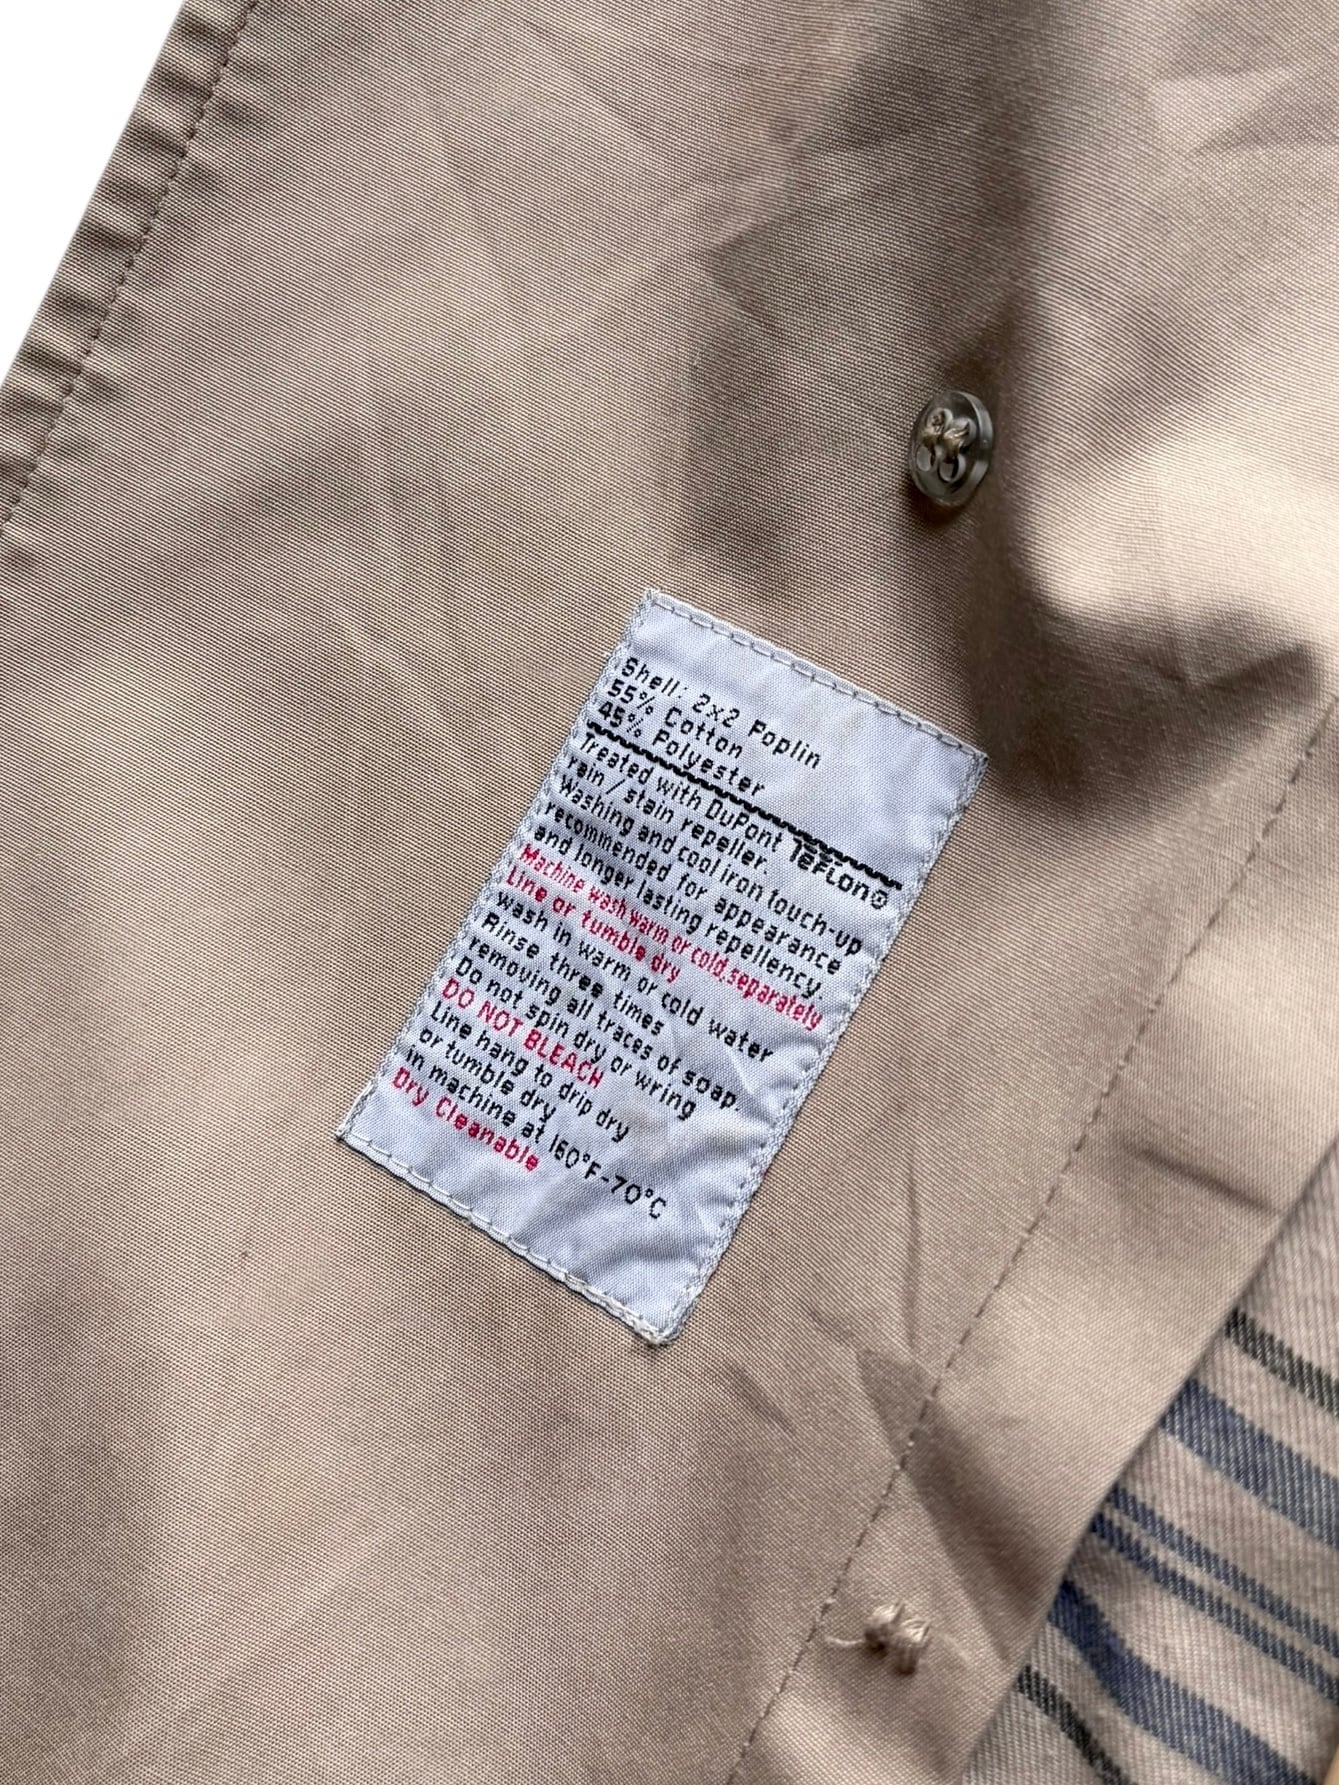 Shell: 2x2 Poplin
55% Cotton
45% Polyester
Treated with DuPont Teflon®
rain/stain repeller.
Washing and cool iron touch-up
recommended for appearance
and longer lasting repellency.
Machine wash warm or cold, separately
Line or tumble dry
wash in warm or cold water
Rinse three times
removing all traces of soap.
Do not spin dry or wring
DO NOT BLEACH
Line hang to drip dry
or tumble dry
in machine at 160°F-70°C
Dry Cleanable